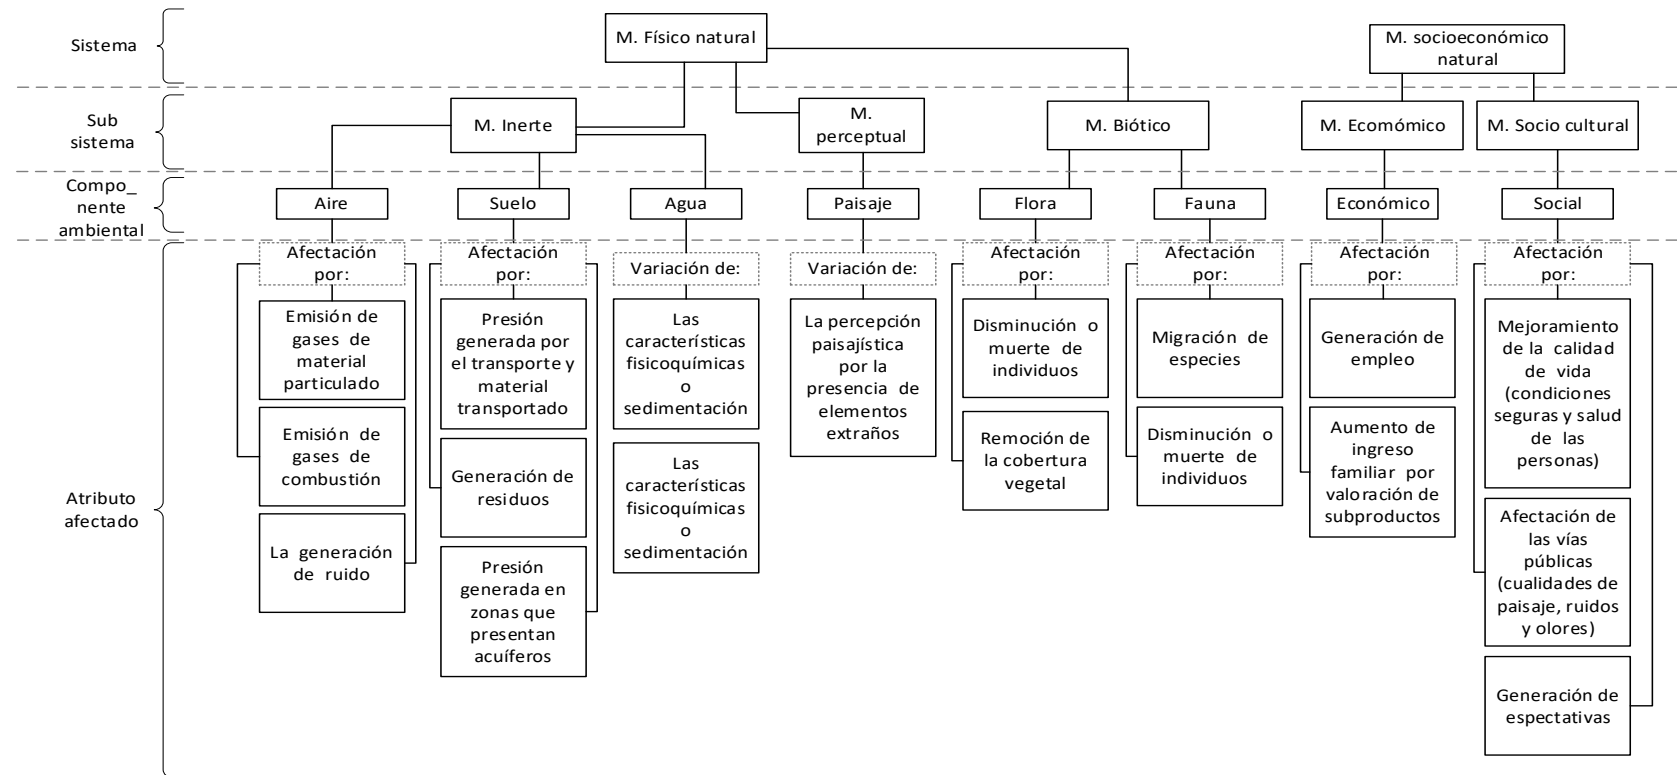 Sistema
M. Físico natural
M. socioeconómico
natural
Sub
sistema
M. Inerte
M.
perceptual
M. Biótico
M. Ecomómico
M. Socio cultural
Compo_
nente
ambiental
Aire
Suelo
Agua
Paisaje
Flora
Fauna
Económico
Social
Atributo
afectado
Afectación
por:
Emisión de
gases de
material
particulado
Emisión de
gases de
combustión
La generación
de ruido
Afectación
por:
Presión
generada por
el transporte y
material
transportado
Generación de
residuos
Presión
generada en
zonas que
presentan
acuíferos
Variación de:
Las
características
fisicoquímicas
o
sedimentación
Las
características
fisicoquímicas
o
sedimentación
Variación de:
La percepción
paisajística
por la
presencia de
elementos
extraños
Afectación
por:
Disminución o
muerte de
individuos
Remoción de
la cobertura
vegetal
Afectación
por:
Migración de
especies
Disminución o
muerte de
individuos
Afectación
por:
Generación de
empleo
Aumento de
ingreso
familiar por
valoración de
subproductos
Afectación
por:
Mejoramiento
de la calidad
de vida
(condiciones
seguras y salud
de las
personas)
Afectación de
las vías
públicas
(cualidades de
paisaje, ruidos
y olores)
Generación de
espectativas